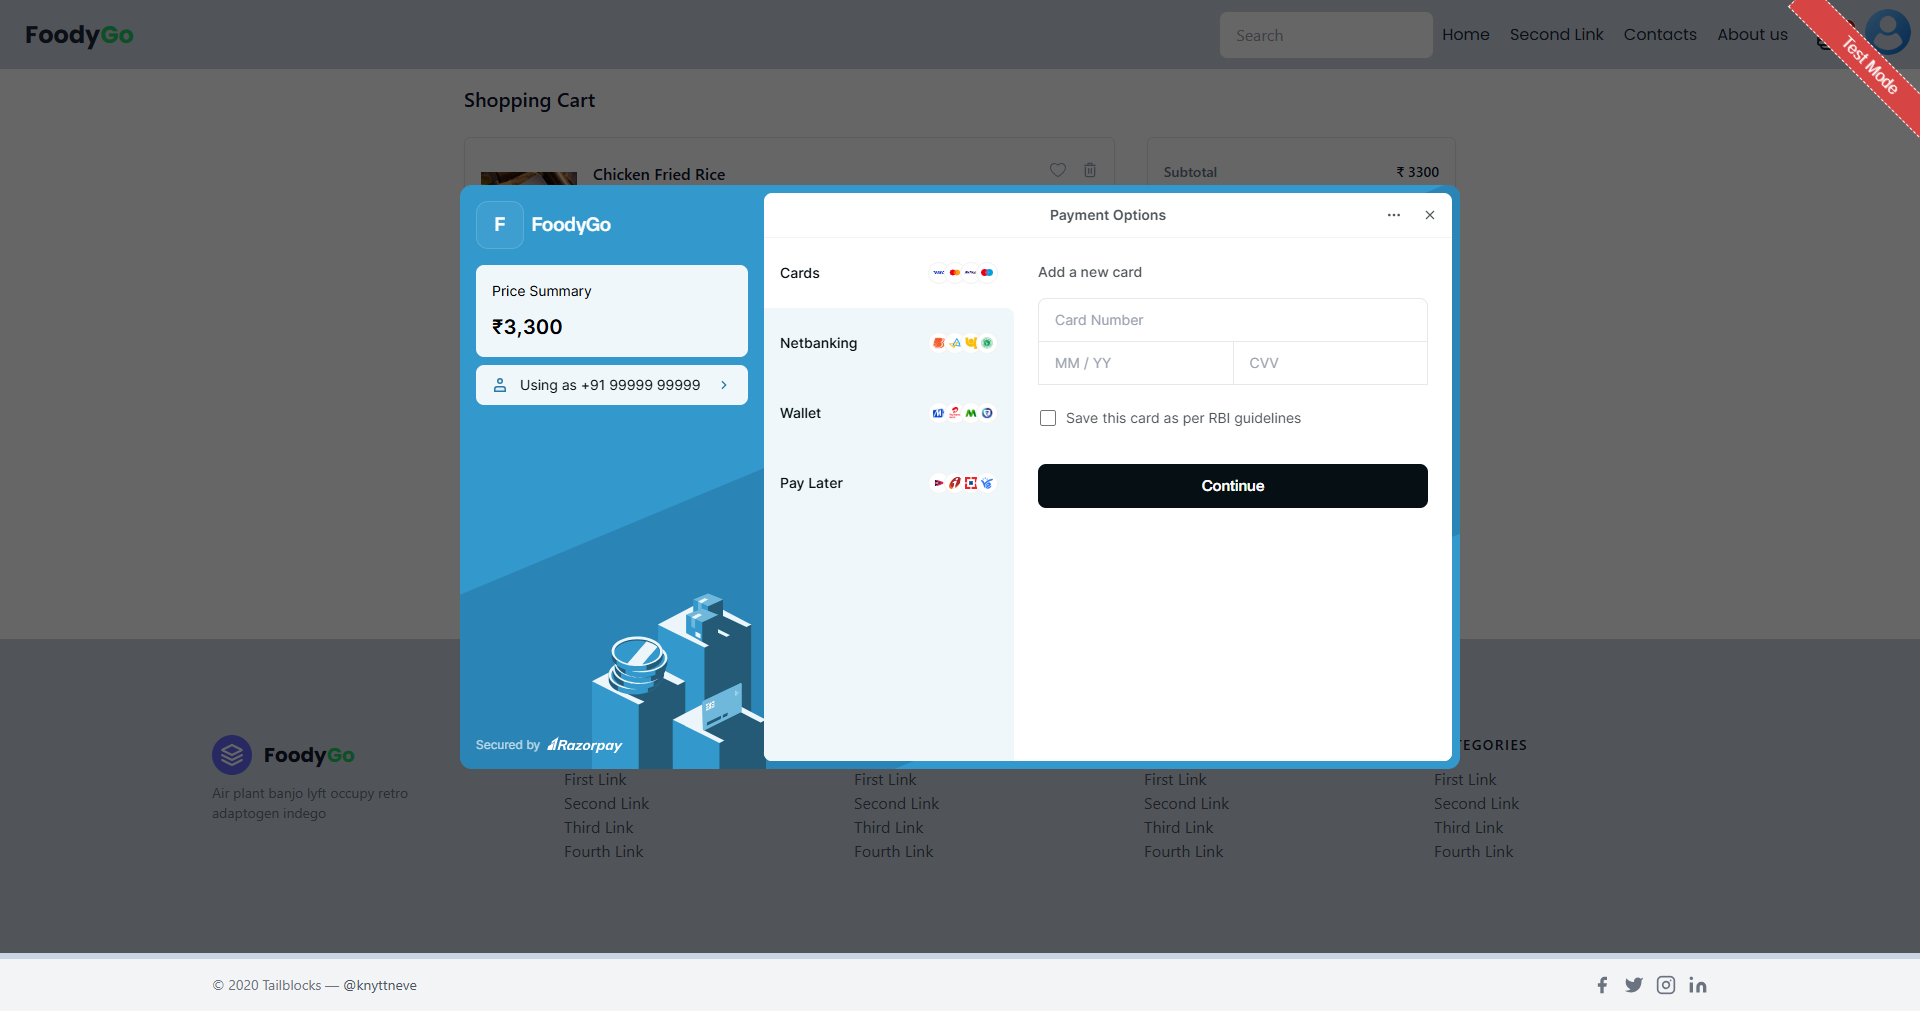 FoodyGo
Search
Home
Second Link
Contacts
About us
Test Mode
Shopping Cart
Chicken Fried Rice
Subtotal
₹ 3300
F
FoodyGo
Price Summary
₹3,300
Using as +91 99999 99999
Secured by Razorpay
Payment Options
Cards
Netbanking
Wallet
Pay Later
Add a new card
Card Number
MM / YY
CVV
Save this card as per RBI guidelines
Continue
FoodyGo
Air plant banjo lyft occupy retro
adaptogen indego
First Link
Second Link
Third Link
Fourth Link
First Link
Second Link
Third Link
Fourth Link
First Link
Second Link
Third Link
Fourth Link
TEGORIES
First Link
Second Link
Third Link
Fourth Link
© 2020 Tailblocks — @knyttneve